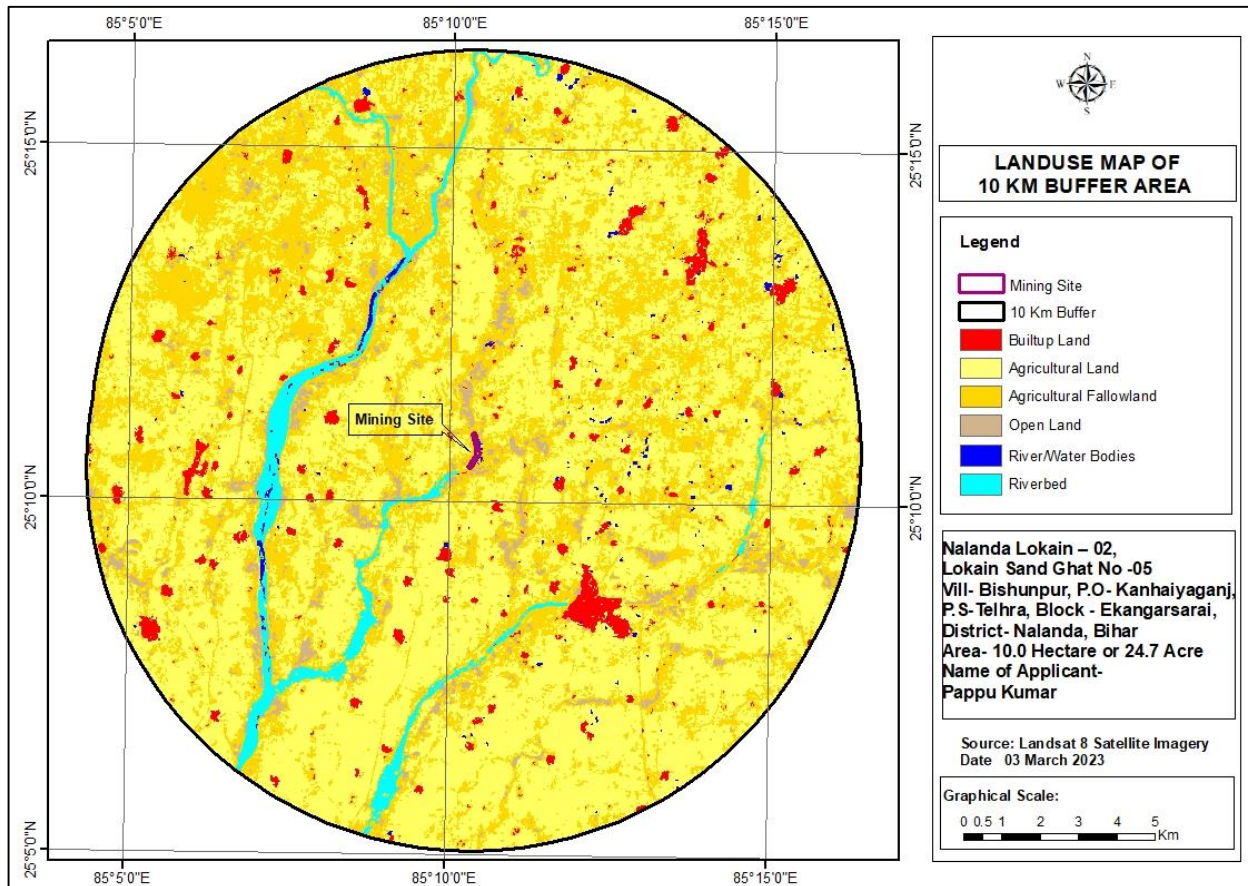 85°5'0"E 85°10'0"E 85°15'0"E
25°15'0"N 25°15'0"N
25°10'0"N 25°10'0"N
25°5'0"N
85°5'0"E 85°10'0"E 85°15'0"E
Mining Site
N
W E
S
LANDUSE MAP OF
10 KM BUFFER AREA
Legend
Mining Site
10 Km Buffer
Builtup Land
Agricultural Land
Agricultural Fallowland
Open Land
River/Water Bodies
Riverbed
Nalanda Lokain – 02,
Lokain Sand Ghat No -05
Vill- Bishunpur, P.O- Kanhaiyaganj,
P.S-Telhra, Block - Ekangarsarai,
District- Nalanda, Bihar
Area- 10.0 Hectare or 24.7 Acre
Name of Applicant-
Pappu Kumar
Source: Landsat 8 Satellite Imagery
Date 03 March 2023
Graphical Scale:
0 0.5 1 2 3 4 5
Km